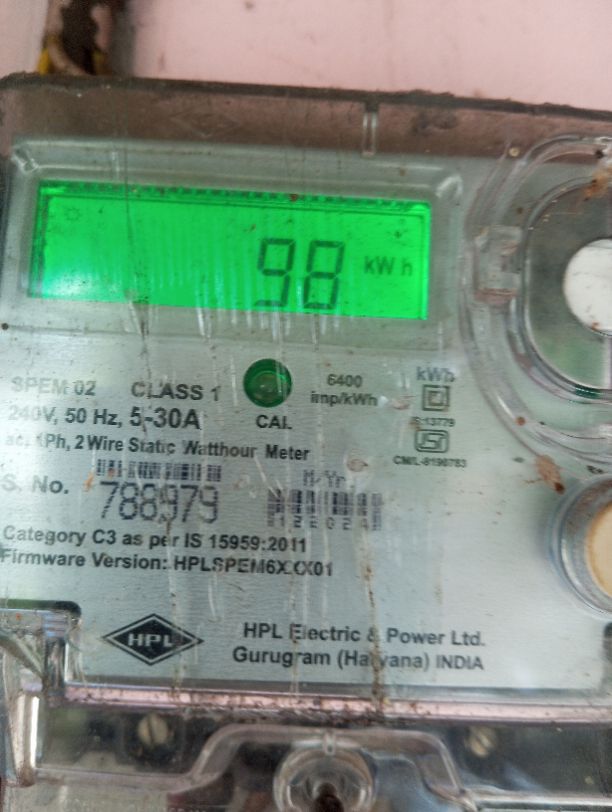 98 kWh
SPEM 02 CLASS 1
6400
imp/kWh
kWh
240V, 50 Hz, 5-30A
CAL
IS:13779
ac, 1Ph, 2 Wire Static Watthour Meter
CM/L-8190783
M/Yr
S. No. 788979
Category C3 as per IS 15959:2011
Firmware Version: HPLSPEM6XXX01
HPL
HPL Electric & Power Ltd.
Gurugram (Haryana) INDIA